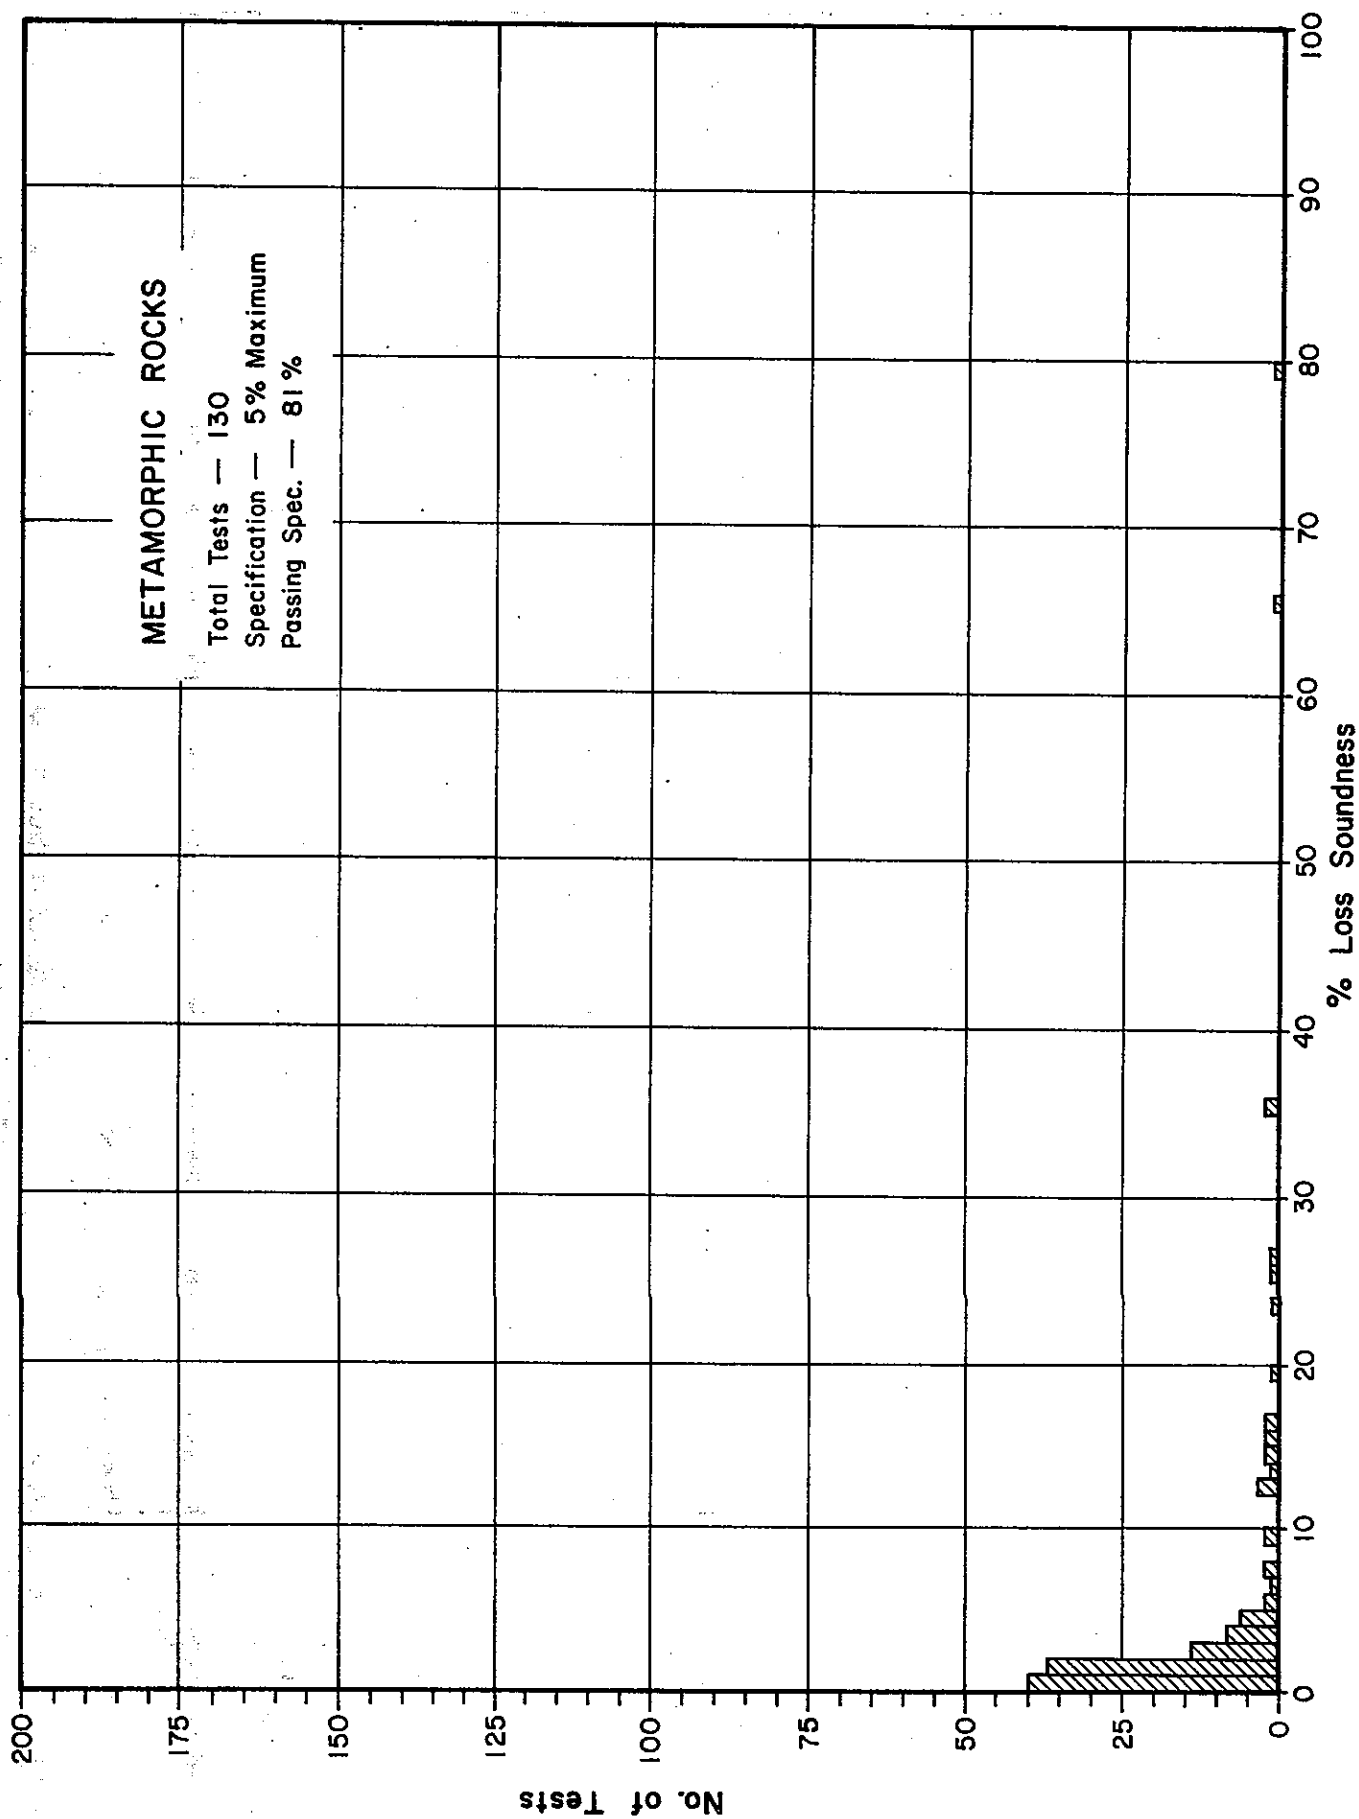 METAMORPHIC ROCKS
Total Tests — 130
Specification — 5% Maximum
Passing Spec. — 81%
No. of Tests
200
175
150
125
100
75
50
25
0
0 10 20 30 40 50 60 70 80 90 100
% Loss Soundness